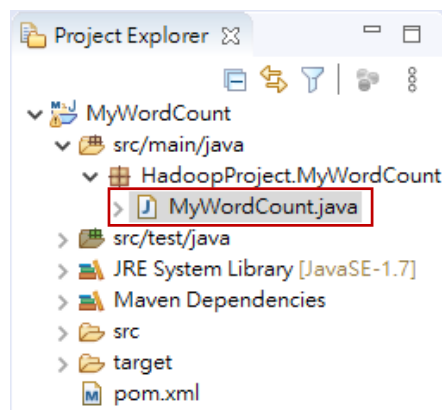 Project Explorer
MyWordCount
src/main/java
HadoopProject.MyWordCount
MyWordCount.java
src/test/java
JRE System Library [JavaSE-1.7]
Maven Dependencies
src
target
pom.xml